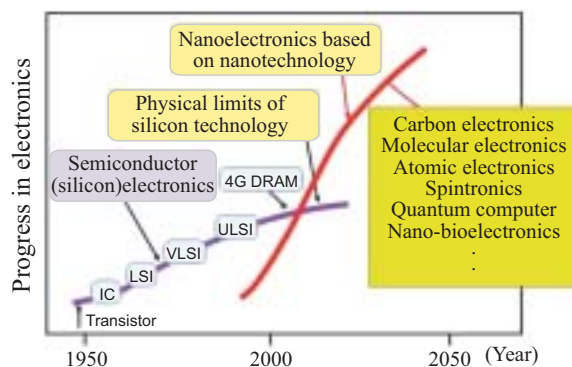 Nanoelectronics based
on nanotechnology
Physical limits of
silicon technology
Semiconductor
(silicon)electronics
4G DRAM
ULSI
VLSI
LSI
IC
Transistor
Carbon electronics
Molecular electronics
Atomic electronics
Spintronics
Quantum computer
Nano-bioelectronics
.
.
Progress in electronics
1950
2000
2050
(Year)